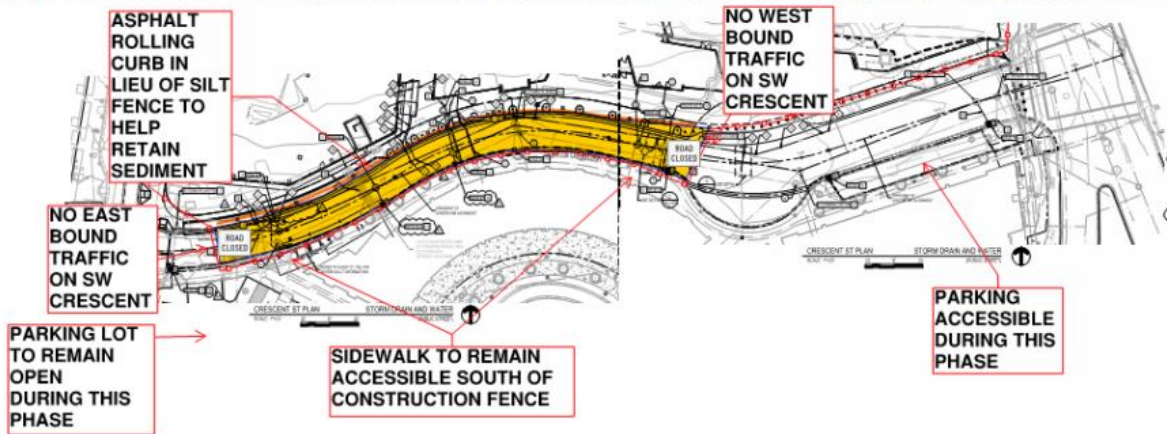 ASPHALT
ROLLING
CURB IN
LIEU OF SILT
FENCE TO
HELP
RETAIN
SEDIMENT
NO WEST
BOUND
TRAFFIC
ON SW
CRESCENT
ROAD
CLOSED
NO EAST
BOUND
TRAFFIC
ON SW
CRESCENT
ROAD
CLOSED
CRESCENT ST PLAN STORM DRAIN AND WATER
CRESCENT ST PLAN STORM DRAIN AND WATER
PARKING LOT
TO REMAIN
OPEN
DURING THIS
PHASE
SIDEWALK TO REMAIN
ACCESSIBLE SOUTH OF
CONSTRUCTION FENCE
PARKING
ACCESSIBLE
DURING THIS
PHASE